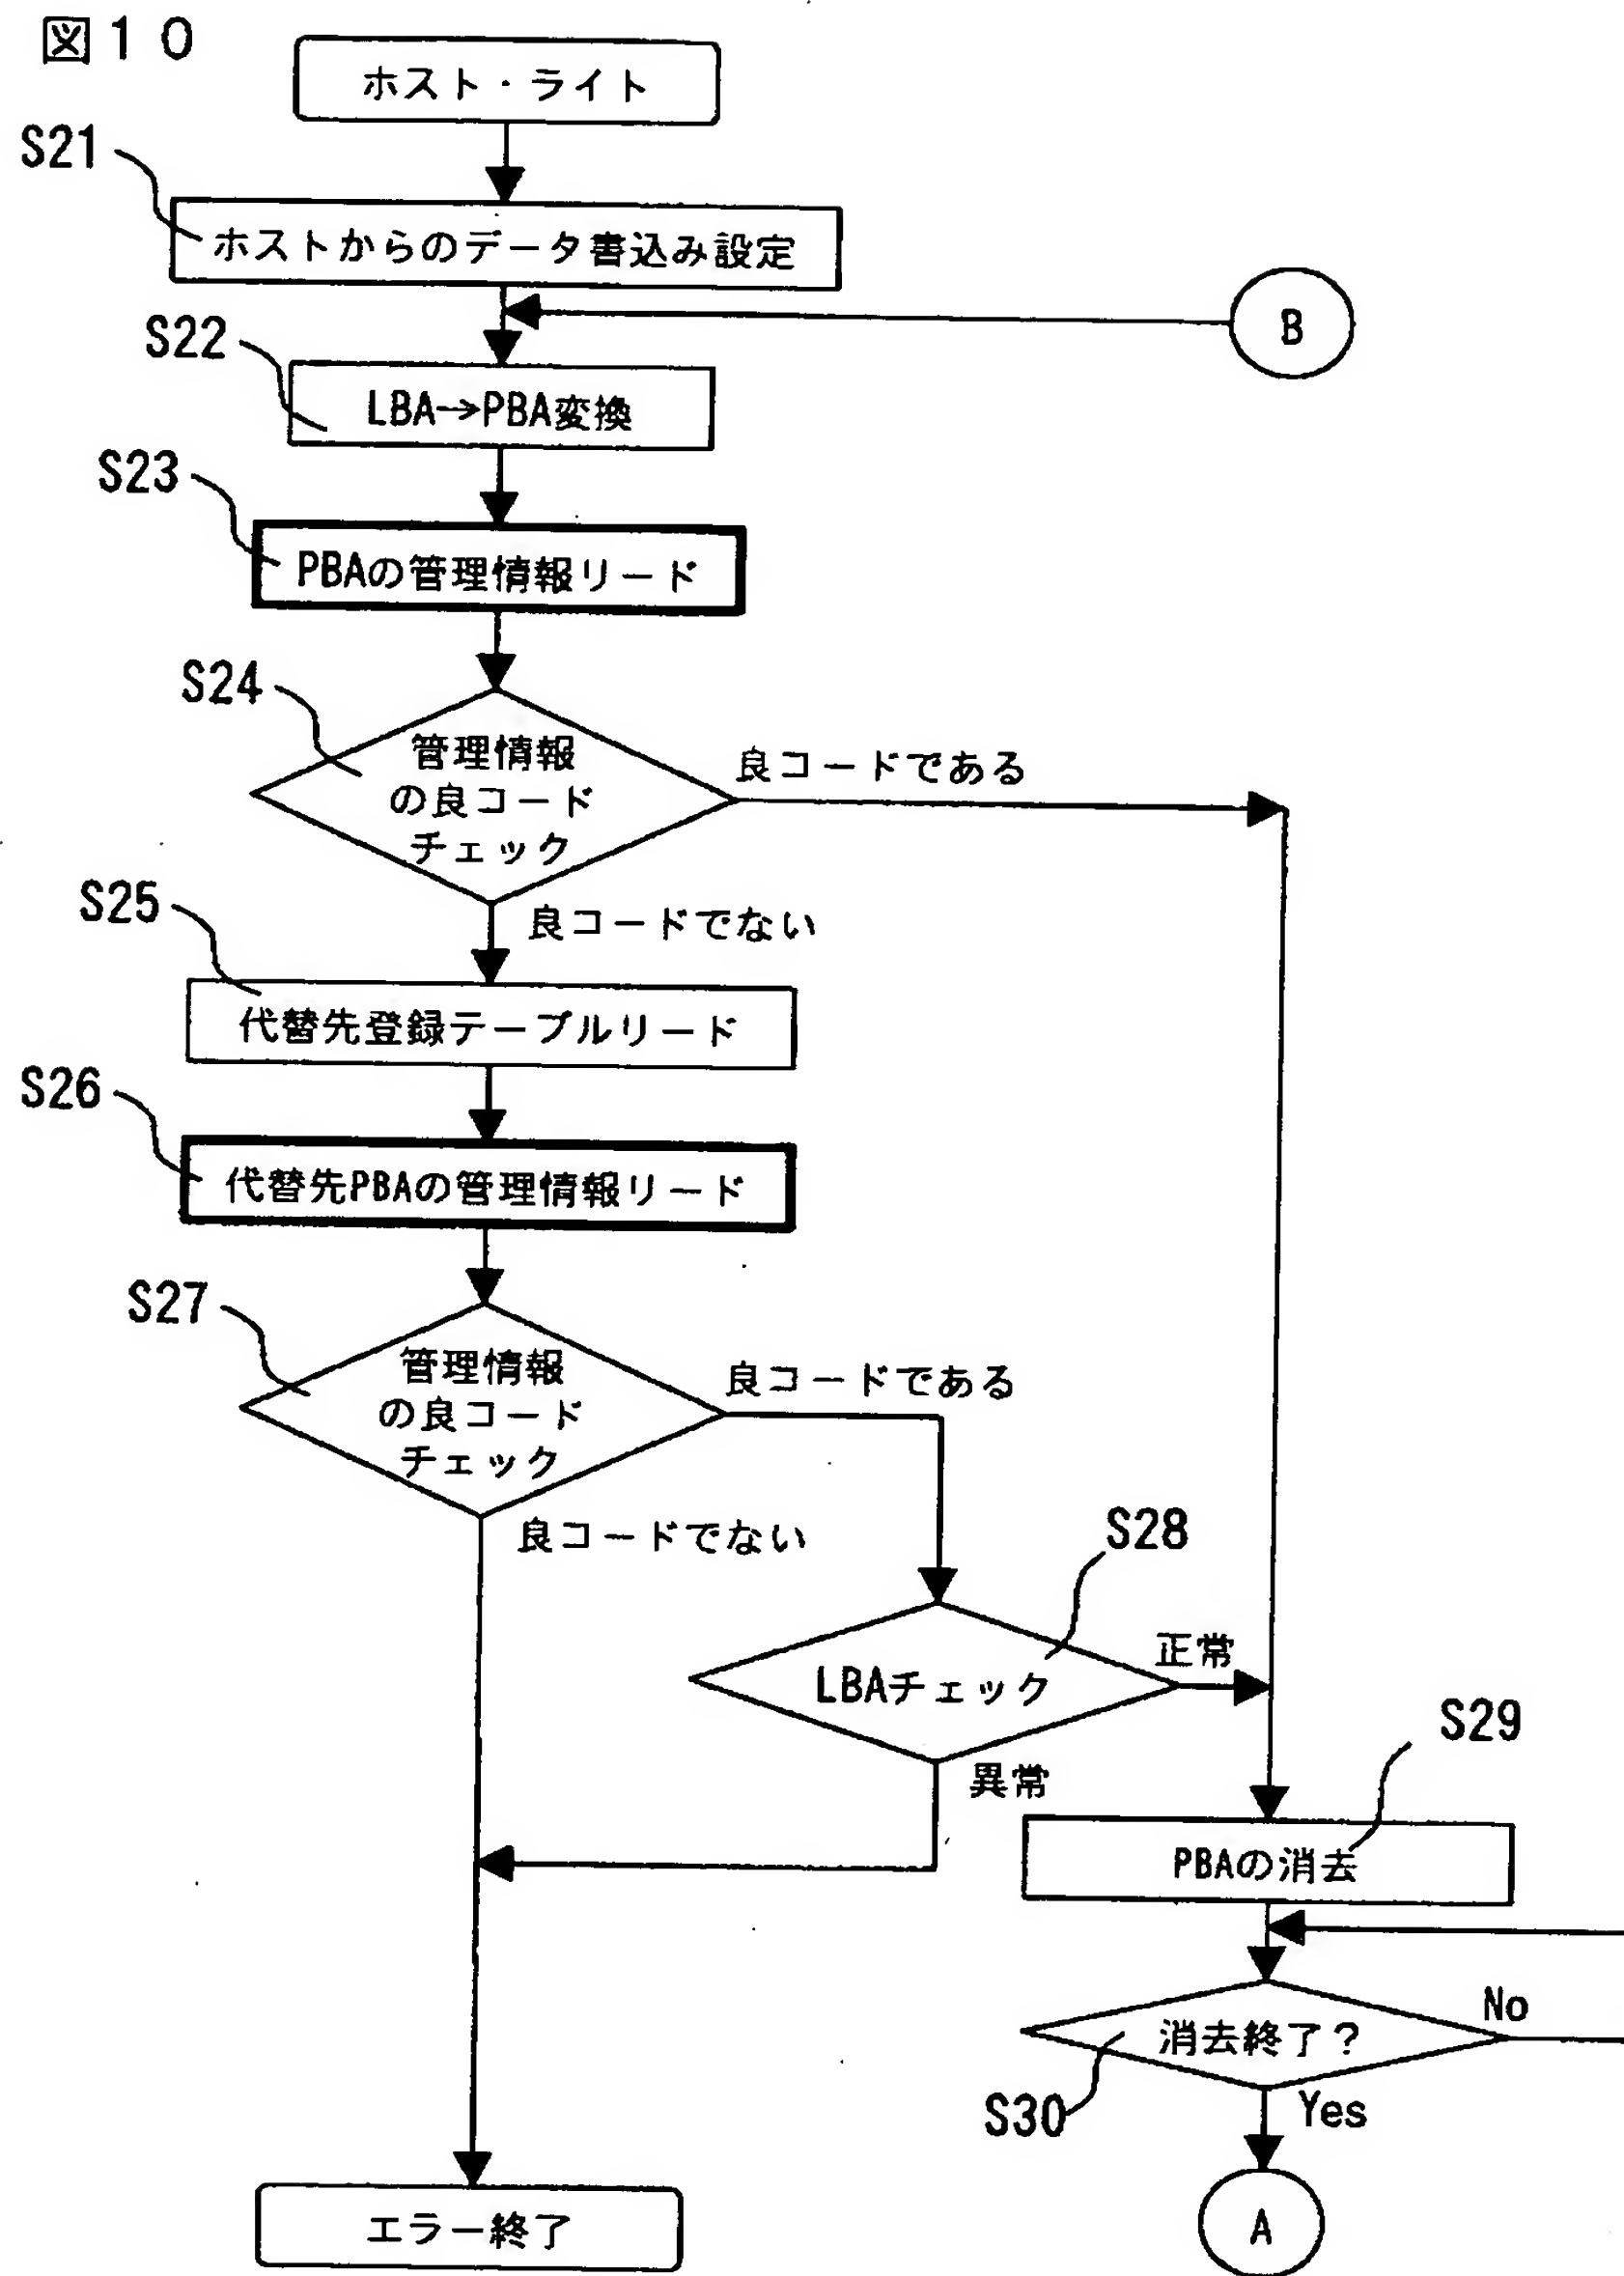 図10
ホスト・ライト
S21
ホストからのデータ書込み設定
B
S22
LBA→PBA変換
S23
PBAの管理情報リード
S24
管理情報
の良コード
チェック
良コードである
良コードでない
S25
代替先登録テーブルリード
S26
代替先PBAの管理情報リード
S27
管理情報
の良コード
チェック
良コードである
良コードでない
S28
LBAチェック
正常
異常
S29
PBAの消去
消去終了?
No
S30
Yes
エラー終了
A